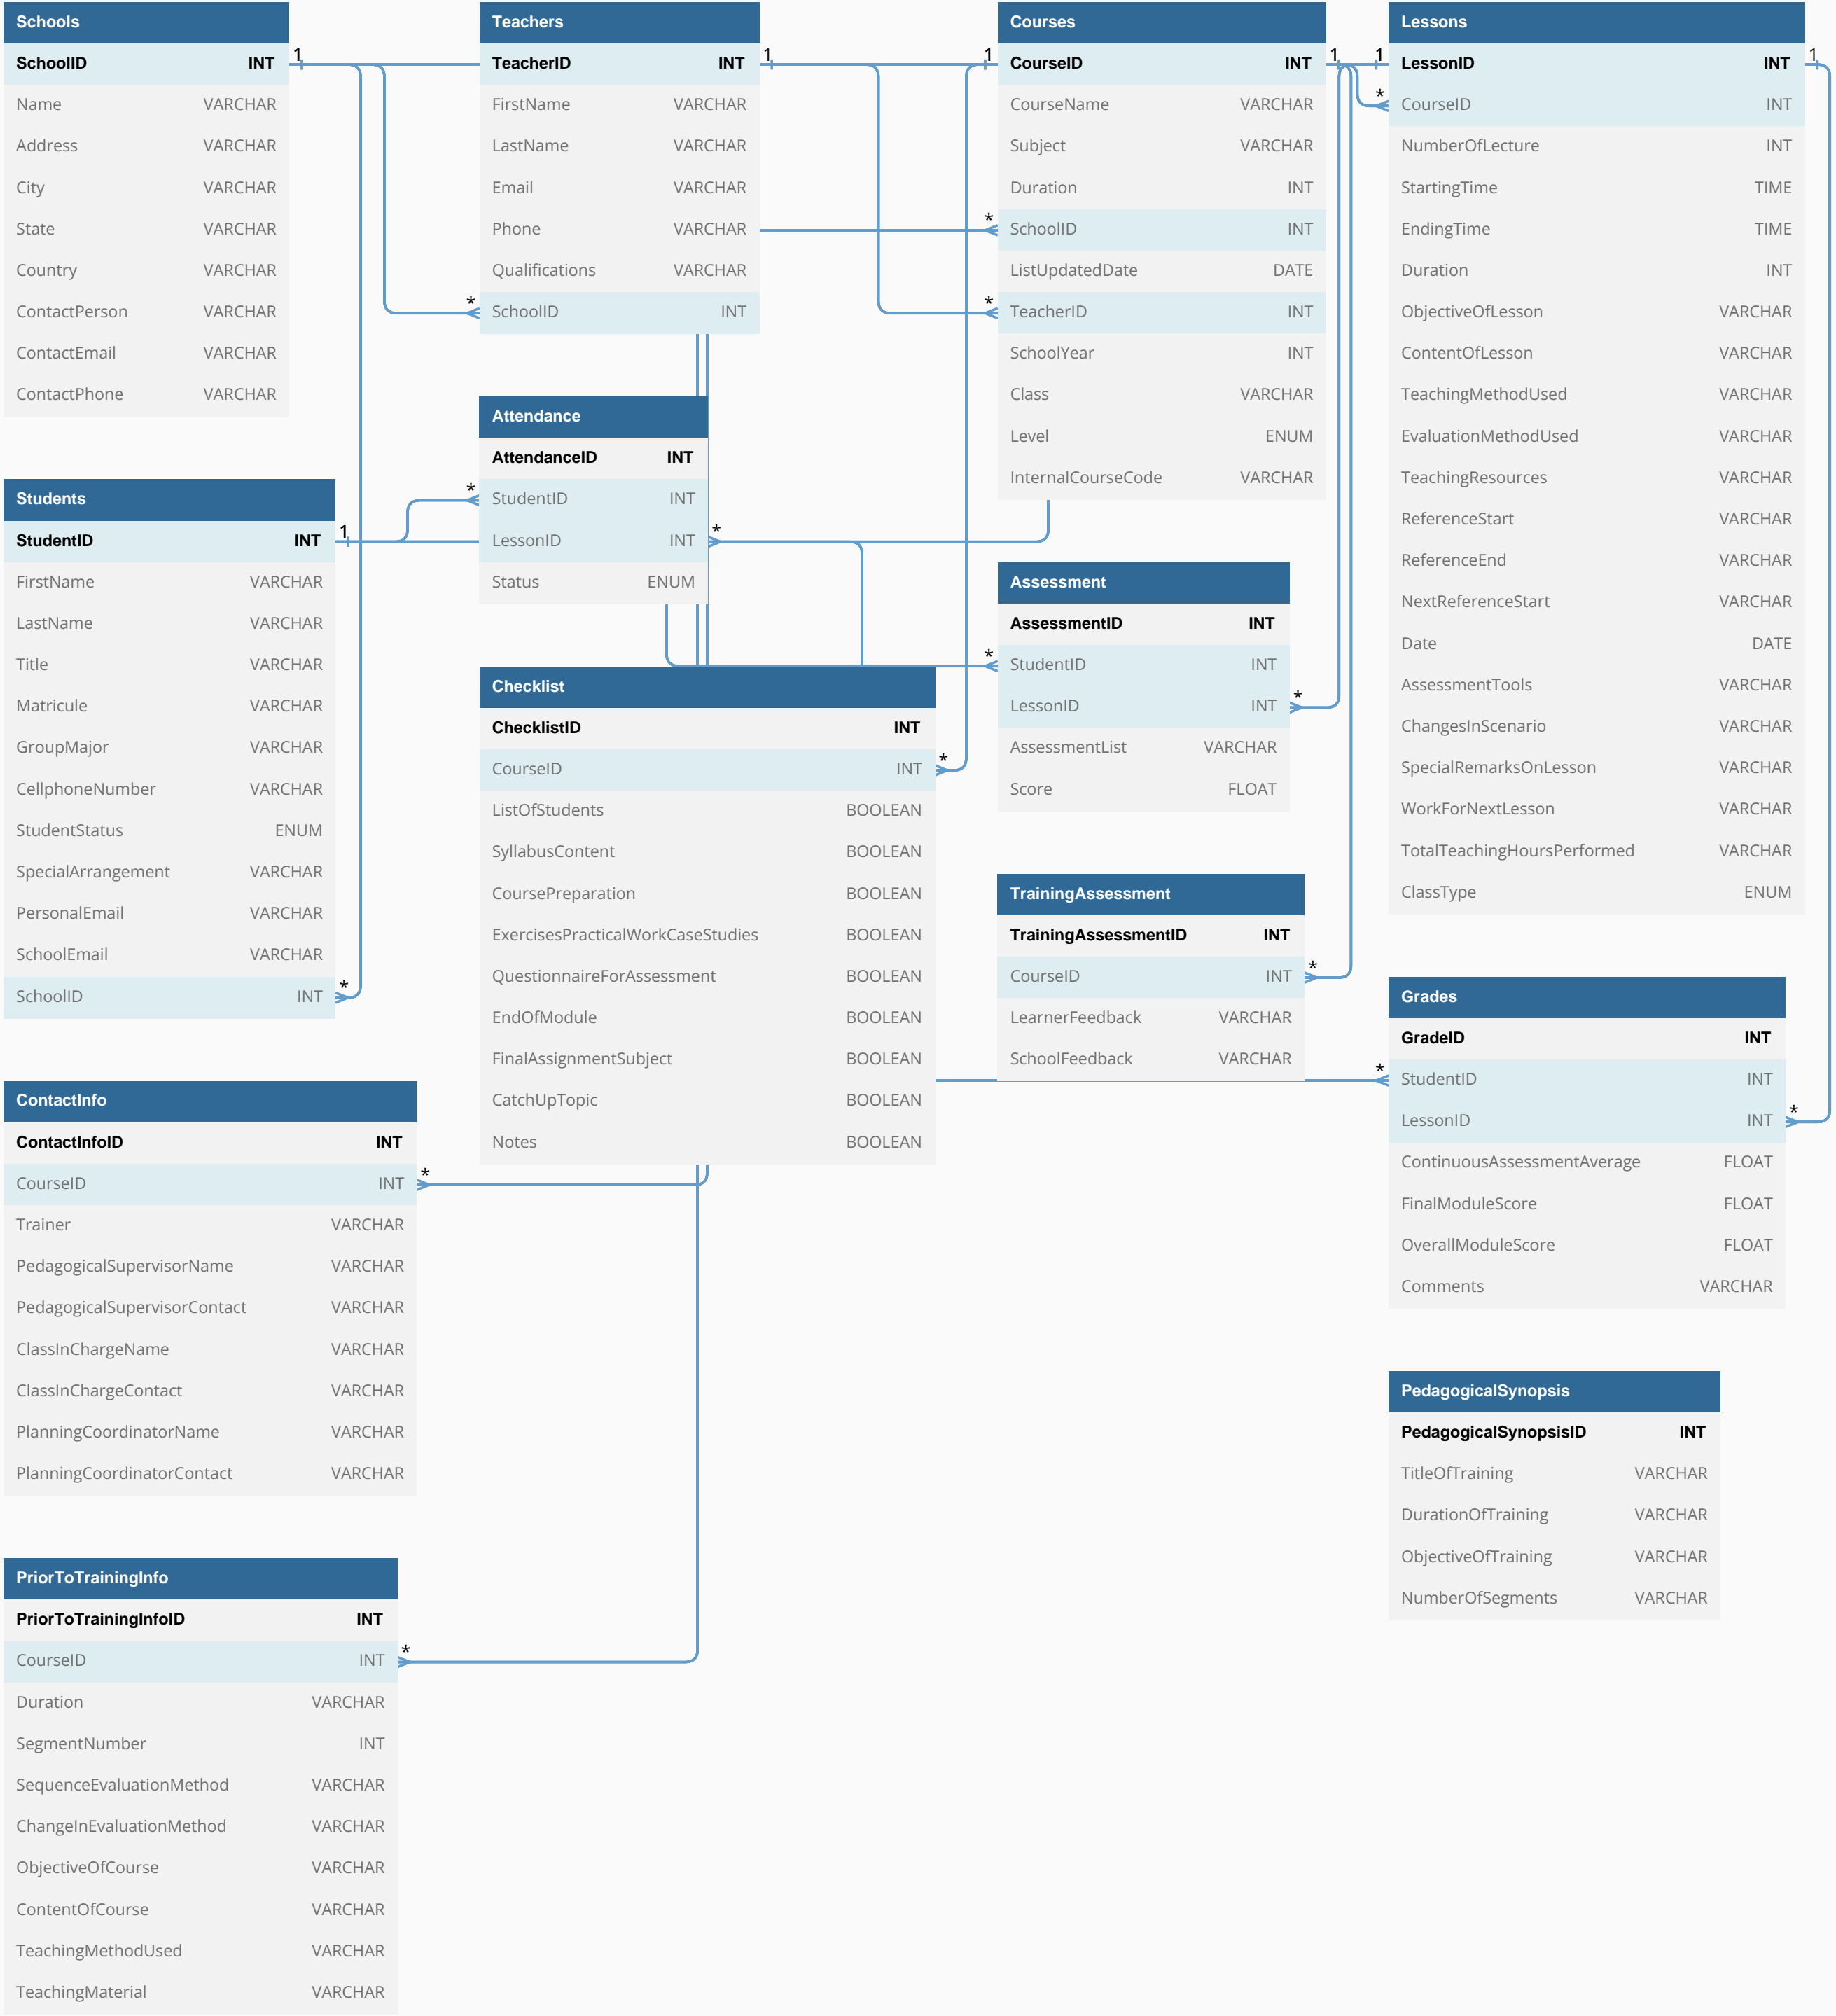 Schools
SchoolID INT 1
Name VARCHAR
Address VARCHAR
City VARCHAR
State VARCHAR
Country VARCHAR
ContactPerson VARCHAR
ContactEmail VARCHAR
ContactPhone VARCHAR
Teachers
TeacherID INT 1
FirstName VARCHAR
LastName VARCHAR
Email VARCHAR
Phone VARCHAR
Qualifications VARCHAR
* SchoolID INT
Courses
1 CourseID INT 1
CourseName VARCHAR
Subject VARCHAR
Duration INT
* SchoolID INT
ListUpdatedDate DATE
* TeacherID INT
SchoolYear INT
Class VARCHAR
Level ENUM
InternalCourseCode VARCHAR
Lessons
1 LessonID INT 1
* CourseID INT
NumberOfLecture INT
StartingTime TIME
EndingTime TIME
Duration INT
ObjectiveOfLesson VARCHAR
ContentOfLesson VARCHAR
TeachingMethodUsed VARCHAR
EvaluationMethodUsed VARCHAR
TeachingResources VARCHAR
ReferenceStart VARCHAR
ReferenceEnd VARCHAR
NextReferenceStart VARCHAR
Date DATE
AssessmentTools VARCHAR
ChangesInScenario VARCHAR
SpecialRemarksOnLesson VARCHAR
WorkForNextLesson VARCHAR
TotalTeachingHoursPerformed VARCHAR
ClassType ENUM
Students
StudentID INT 1
FirstName VARCHAR
LastName VARCHAR
Title VARCHAR
Matricule VARCHAR
GroupMajor VARCHAR
CellphoneNumber VARCHAR
StudentStatus ENUM
SpecialArrangement VARCHAR
PersonalEmail VARCHAR
SchoolEmail VARCHAR
SchoolID INT *
Attendance
AttendanceID INT
* StudentID INT
LessonID INT *
Status ENUM
Assessment
AssessmentID INT
* StudentID INT
LessonID INT *
AssessmentList VARCHAR
Score FLOAT
Checklist
ChecklistID INT
CourseID INT *
ListOfStudents BOOLEAN
SyllabusContent BOOLEAN
CoursePreparation BOOLEAN
ExercisesPracticalWorkCaseStudies BOOLEAN
QuestionnaireForAssessment BOOLEAN
EndOfModule BOOLEAN
FinalAssignmentSubject BOOLEAN
CatchUpTopic BOOLEAN
Notes BOOLEAN
TrainingAssessment
TrainingAssessmentID INT
CourseID INT *
LearnerFeedback VARCHAR
SchoolFeedback VARCHAR
Grades
GradeID INT
* StudentID INT
LessonID INT *
ContinuousAssessmentAverage FLOAT
FinalModuleScore FLOAT
OverallModuleScore FLOAT
Comments VARCHAR
ContactInfo
ContactInfoID INT
CourseID INT *
Trainer VARCHAR
PedagogicalSupervisorName VARCHAR
PedagogicalSupervisorContact VARCHAR
ClassInChargeName VARCHAR
ClassInChargeContact VARCHAR
PlanningCoordinatorName VARCHAR
PlanningCoordinatorContact VARCHAR
PedagogicalSynopsis
PedagogicalSynopsisID INT
TitleOfTraining VARCHAR
DurationOfTraining VARCHAR
ObjectiveOfTraining VARCHAR
NumberOfSegments VARCHAR
PriorToTrainingInfo
PriorToTrainingInfoID INT
CourseID INT *
Duration VARCHAR
SegmentNumber INT
SequenceEvaluationMethod VARCHAR
ChangeInEvaluationMethod VARCHAR
ObjectiveOfCourse VARCHAR
ContentOfCourse VARCHAR
TeachingMethodUsed VARCHAR
TeachingMaterial VARCHAR